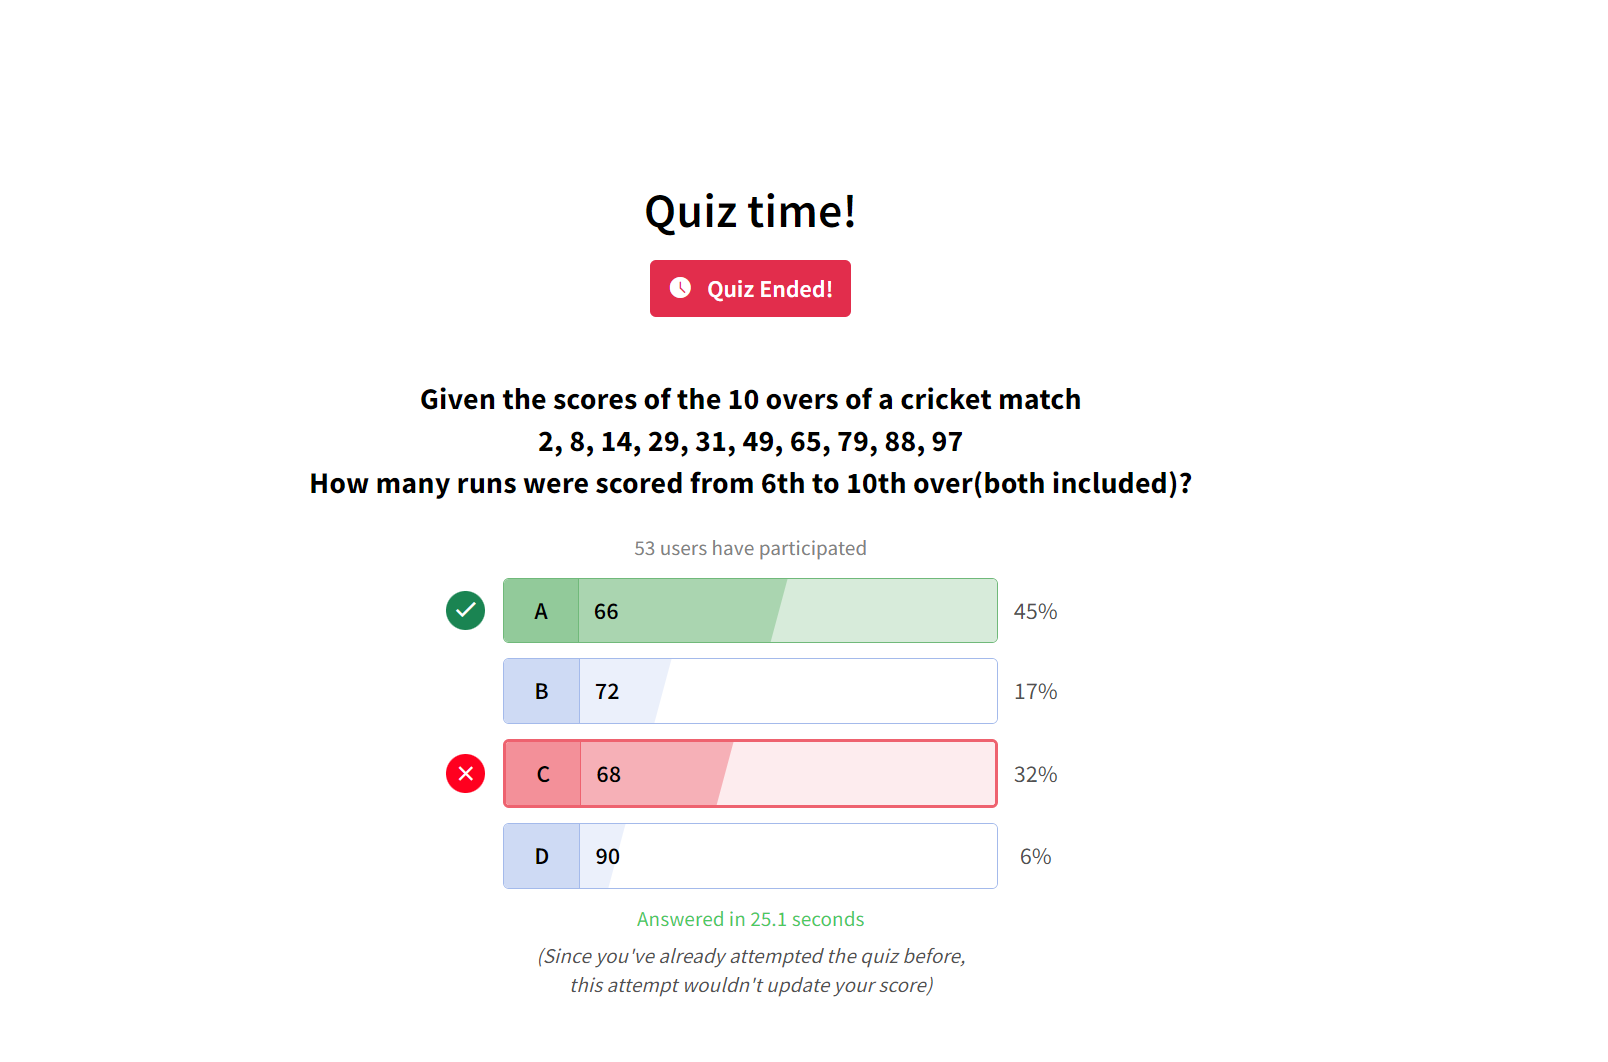 Quiz time!
Quiz Ended!
Given the scores of the 10 overs of a cricket match
2, 8, 14, 29, 31, 49, 65, 79, 88, 97
How many runs were scored from 6th to 10th over(both included)?
53 users have participated
A 66 45%
B 72 17%
C 68 32%
D 90 6%
Answered in 25.1 seconds
(Since you've already attempted the quiz before,
this attempt wouldn't update your score)